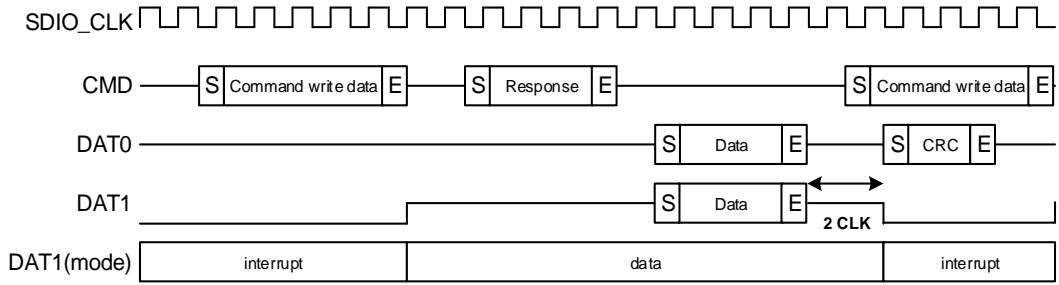 SDIO_CLK
CMD S Command write data E S Response E S Command write data E
DAT0 S Data E S CRC E
DAT1 S Data E
2 CLK
DAT1(mode) interrupt data interrupt